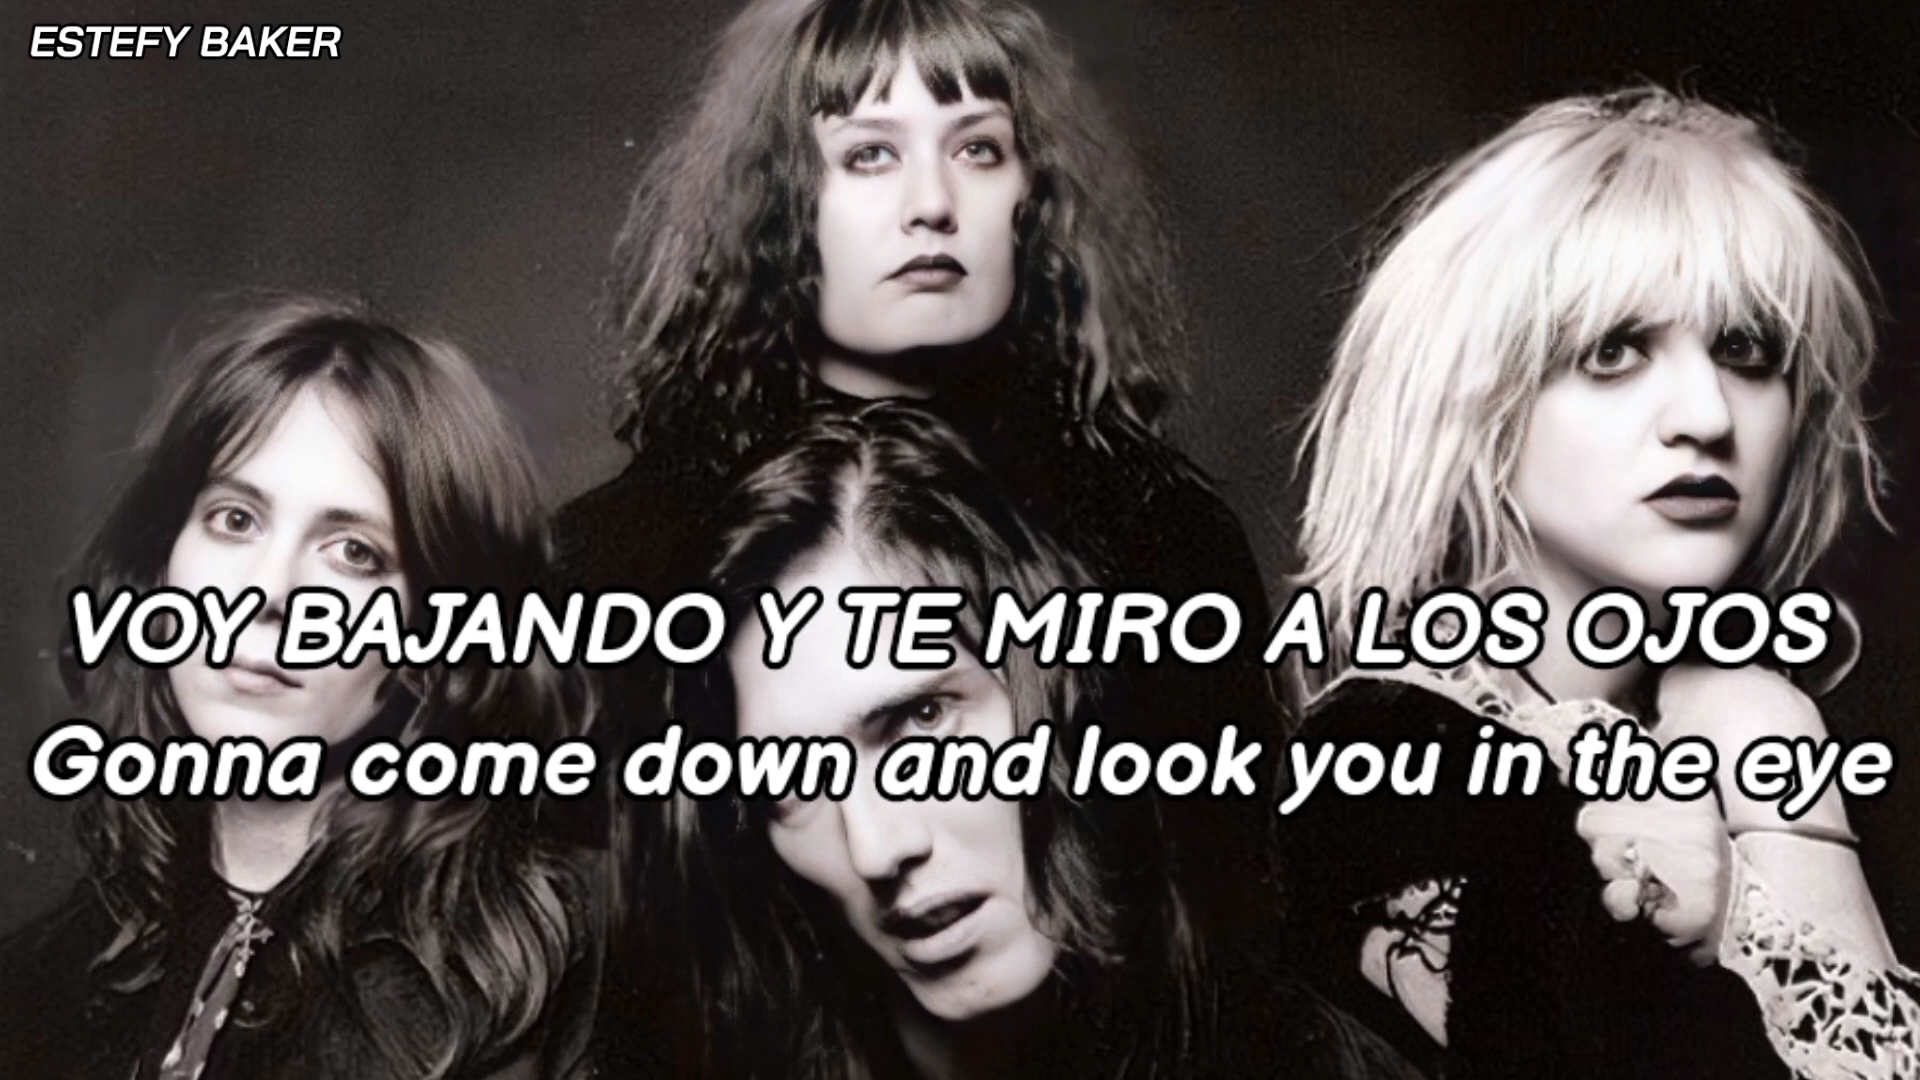 ESTEFY BAKER
VOY BAJANDO Y TE MIRO A LOS OJOS
Gonna come down and look you in the eye